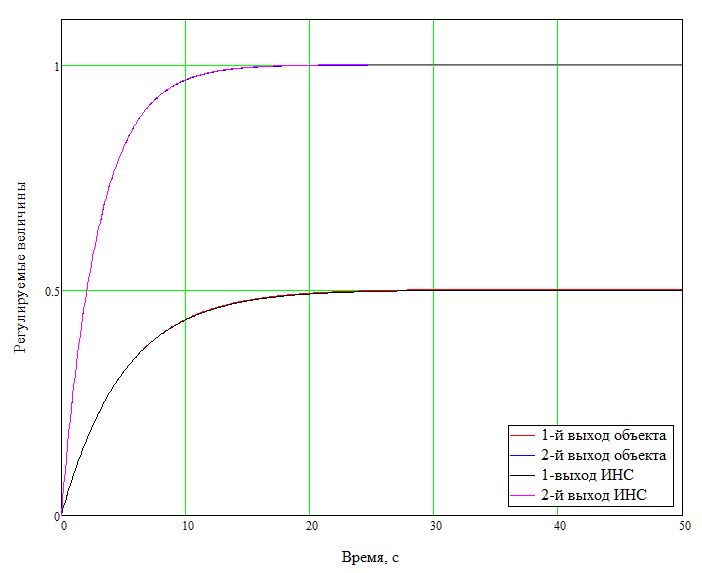 Регулируемые величины
1
0.5
0
0
10
20
30
40
50
1-й выход объекта
2-й выход объекта
1-выход ИНС
2-й выход ИНС
Время, с